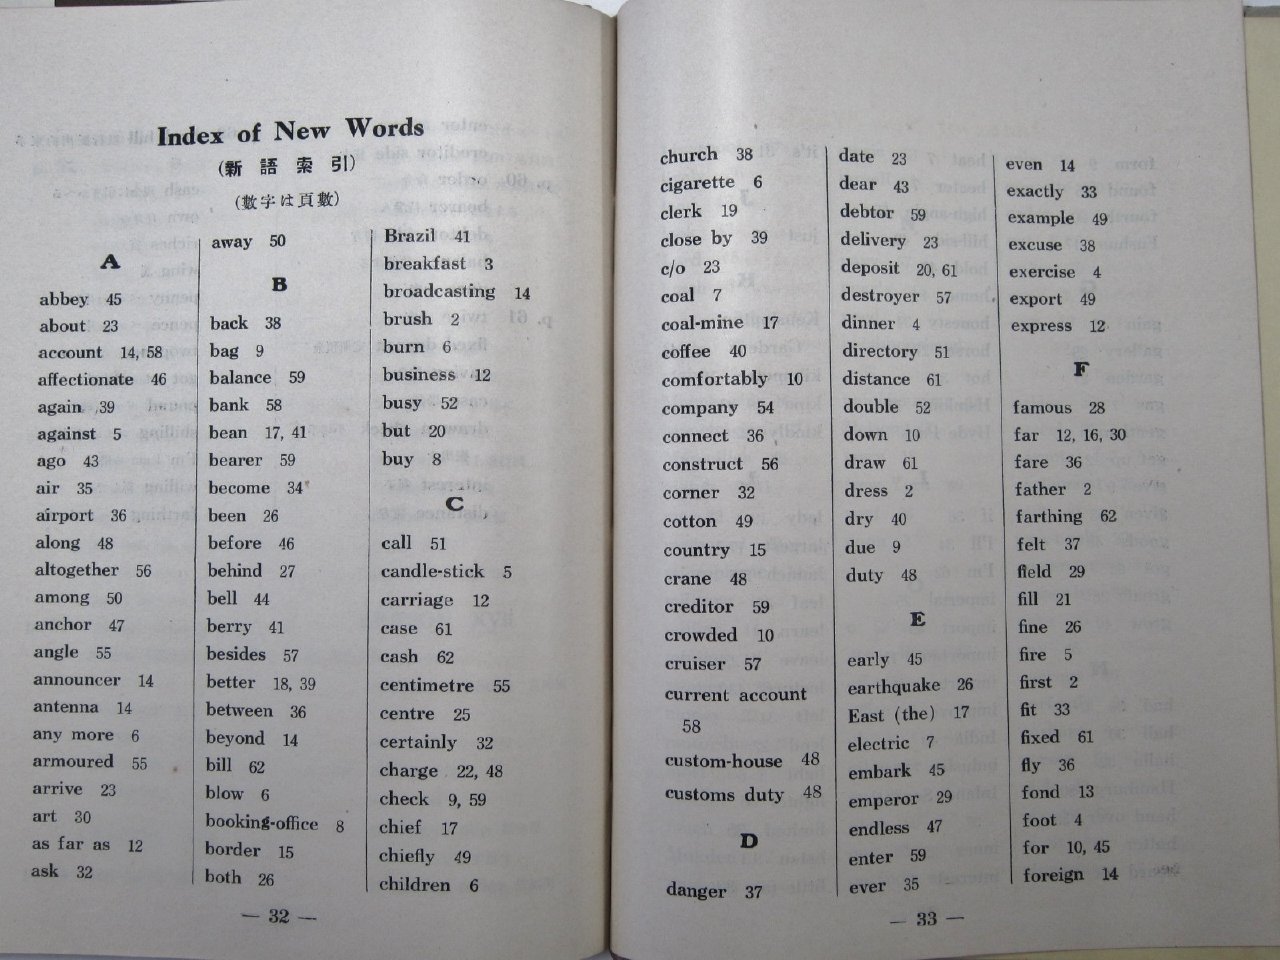 Index of New Words
(新語索引)
(數字は頁數)
A
abbey 45
about 23
account 14, 58
affectionate 46
again 39
against 5
ago 43
air 35
airport 36
along 48
altogether 56
among 50
anchor 47
angle 55
announcer 14
antenna 14
any more 6
armoured 55
arrive 23
art 30
as far as 12
ask 32
away 50
B
back 38
bag 9
balance 59
bank 58
bean 17, 41
bearer 59
become 34
been 26
before 46
behind 27
bell 44
berry 41
besides 57
better 18, 39
between 36
beyond 14
bill 62
blow 6
booking-office 8
border 15
both 26
Brazil 41
breakfast 3
broadcasting 14
brush 2
burn 6
business 12
busy 52
but 20
buy 8
C
call 51
candle-stick 5
carriage 12
case 61
cash 62
centimetre 55
centre 25
certainly 32
charge 22, 48
check 9, 59
chief 17
chiefly 49
children 6
— 32 —
church 38
cigarette 6
clerk 19
close by 39
c/o 23
coal 7
coal-mine 17
coffee 40
comfortably 10
company 54
connect 36
construct 56
corner 32
cotton 49
country 15
crane 48
creditor 59
crowded 10
cruiser 57
current account
58
custom-house 48
customs duty 48
D
danger 37
date 23
dear 43
debtor 59
delivery 23
deposit 20, 61
destroyer 57
dinner 4
directory 51
distance 61
double 52
down 10
draw 61
dress 2
dry 40
due 9
duty 48
E
early 45
earthquake 26
East (the) 17
electric 7
embark 45
emperor 29
endless 47
enter 59
ever 35
even 14
exactly 33
example 49
excuse 38
exercise 4
export 49
express 12
F
famous 28
far 12, 16, 30
fare 36
father 2
farthing 62
felt 37
field 29
fill 21
fine 26
fire 5
first 2
fit 33
fixed 61
fly 36
fond 13
foot 4
for 10, 45
foreign 14
— 33 —